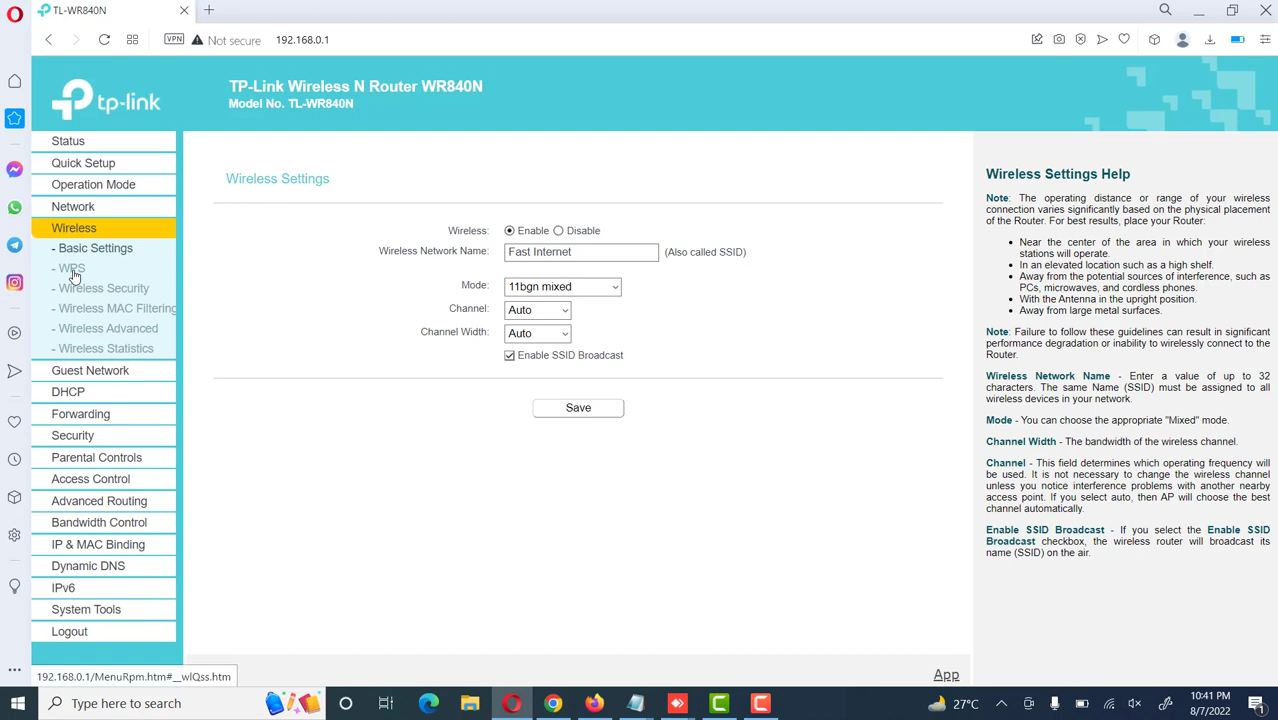 TL-WR840N
VPN
Not secure
192.168.0.1
tp-link
TP-Link Wireless N Router WR840N
Model No. TL-WR840N
Status
Quick Setup
Operation Mode
Network
Wireless
- Basic Settings
- WPS
- Wireless Security
- Wireless MAC Filtering
- Wireless Advanced
- Wireless Statistics
Guest Network
DHCP
Forwarding
Security
Parental Controls
Access Control
Advanced Routing
Bandwidth Control
IP & MAC Binding
Dynamic DNS
IPv6
System Tools
Logout
192.168.0.1/MenuRpm.htm#__wlQss.htm
Wireless Settings
Wireless: Enable Disable
Wireless Network Name: Fast Internet (Also called SSID)
Mode: 11bgn mixed
Channel: Auto
Channel Width: Auto
Enable SSID Broadcast
Save
App
Wireless Settings Help
Note: The operating distance or range of your wireless
connection varies significantly based on the physical placement
of the Router. For best results, place your Router:
• Near the center of the area in which your wireless
stations will operate.
• In an elevated location such as a high shelf.
• Away from the potential sources of interference, such as
PCs, microwaves, and cordless phones.
• With the Antenna in the upright position.
• Away from large metal surfaces.
Note: Failure to follow these guidelines can result in significant
performance degradation or inability to wirelessly connect to the
Router.
Wireless Network Name - Enter a value of up to 32
characters. The same Name (SSID) must be assigned to all
wireless devices in your network.
Mode - You can choose the appropriate "Mixed" mode.
Channel Width - The bandwidth of the wireless channel.
Channel - This field determines which operating frequency will
be used. It is not necessary to change the wireless channel
unless you notice interference problems with another nearby
access point. If you select auto, then AP will choose the best
channel automatically.
Enable SSID Broadcast - If you select the Enable SSID
Broadcast checkbox, the wireless router will broadcast its
name (SSID) on the air.
Type here to search
27°C
10:41 PM
8/7/2022
1